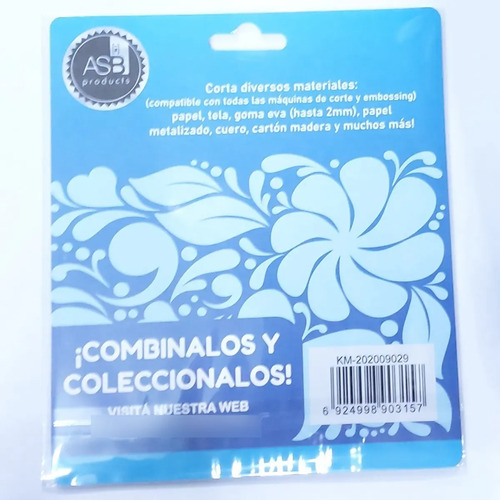 ASB
products
Corta diversos materiales:
(compatible con todas las máquinas de corte y embossing)
papel, tela, goma eva (hasta 2mm), papel
metalizado, cuero, cartón madera y muchos más!
¡COMBINALOS Y
COLECCIONALOS!
VISITÁ NUESTRA WEB
KM-202009029
6 924998 903157